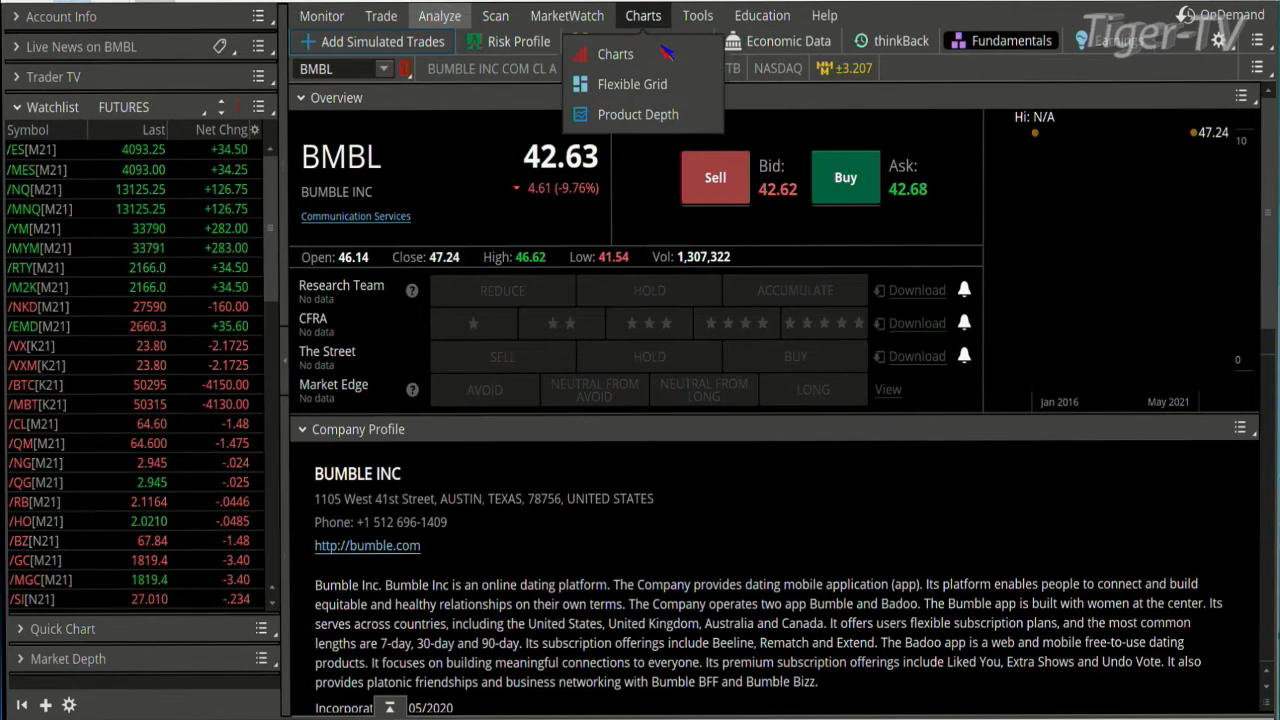 Account Info
Live News on BMBL
Trader TV
Watchlist FUTURES
Symbol Last Net Chng
/ES[M21] 4093.25 +34.50
/MES[M21] 4093.00 +34.25
/NQ[M21] 13125.25 +126.75
/MNQ[M21] 13125.25 +126.75
/YM[M21] 33790 +282.00
/MYM[M21] 33791 +283.00
/RTY[M21] 2166.0 +34.50
/M2K[M21] 2166.0 +34.50
/NKD[M21] 27590 -160.00
/EMD[M21] 2660.3 +35.60
/VX[K21] 23.80 -2.1725
/VXM[K21] 23.80 -2.1725
/BTC[K21] 50295 -4150.00
/MBT[K21] 50315 -4130.00
/CL[M21] 64.60 -1.48
/QM[M21] 64.600 -1.475
/NG[M21] 2.945 -.024
/QG[M21] 2.945 -.025
/RB[M21] 2.1164 -.0446
/HO[M21] 2.0210 -.0485
/BZ[N21] 67.84 -1.48
/GC[M21] 1819.4 -3.40
/MGC[M21] 1819.4 -3.40
/SI[N21] 27.010 -.234
Quick Chart
Market Depth
Monitor Trade Analyze Scan MarketWatch Charts Tools Education Help
OnDemand
Tiger-TV
Add Simulated Trades Risk Profile Economic Data thinkBack Fundamentals Earnings
Charts
Flexible Grid
Product Depth
BMBL BUMBLE INC COM CL A TB NASDAQ ±3.207
Overview
BMBL 42.63
BUMBLE INC 4.61 (-9.76%)
Communication Services
Sell Bid: 42.62 Buy Ask: 42.68
Open: 46.14 Close: 47.24 High: 46.62 Low: 41.54 Vol: 1,307,322
Research Team No data REDUCE HOLD ACCUMULATE Download
CFRA No data Download
The Street No data SELL HOLD BUY Download
Market Edge No data AVOID NEUTRAL FROM AVOID NEUTRAL FROM LONG LONG View
Hi: N/A
47.24
10
0
Jan 2016 May 2021
Company Profile
BUMBLE INC
1105 West 41st Street, AUSTIN, TEXAS, 78756, UNITED STATES
Phone: +1 512 696-1409
http://bumble.com
Bumble Inc. Bumble Inc is an online dating platform. The Company provides dating mobile application (app). Its platform enables people to connect and build
equitable and healthy relationships on their own terms. The Company operates two app Bumble and Badoo. The Bumble app is built with women at the center. Its
serves across countries, including the United States, United Kingdom, Australia and Canada. It offers users flexible subscription plans, and the most common
lengths are 7-day, 30-day and 90-day. Its subscription offerings include Beeline, Rematch and Extend. The Badoo app is a web and mobile free-to-use dating
products. It focuses on building meaningful connections to everyone. Its premium subscription offerings include Liked You, Extra Shows and Undo Vote. It also
provides platonic friendships and business networking with Bumble BFF and Bumble Bizz.
Incorporat 05/2020